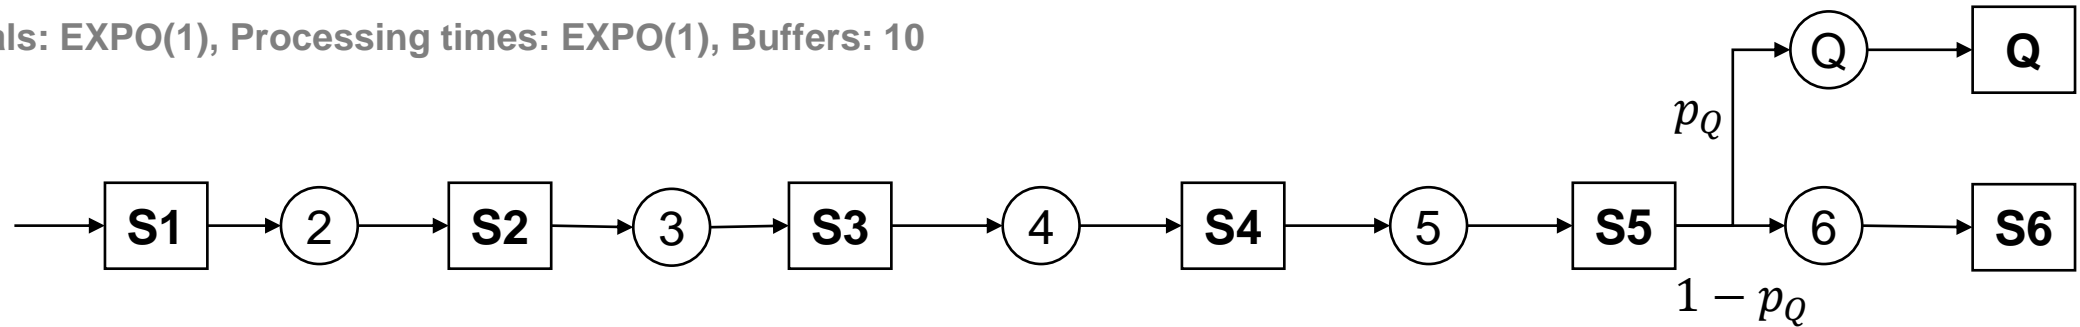 als: EXPO(1), Processing times: EXPO(1), Buffers: 10
Q Q
p_Q
S1 2 S2 3 S3 4 S4 5 S5 6 S6
1 − p_Q